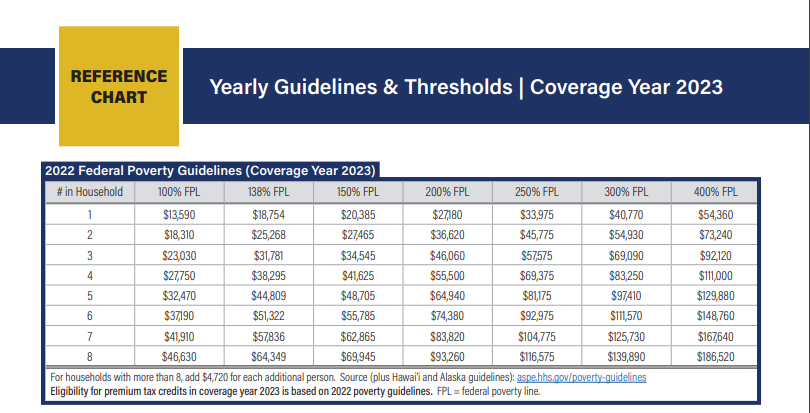 REFERENCE
CHART
Yearly Guidelines & Thresholds | Coverage Year 2023
2022 Federal Poverty Guidelines (Coverage Year 2023)
# in Household 100% FPL 138% FPL 150% FPL 200% FPL 250% FPL 300% FPL 400% FPL
1 $13,590 $18,754 $20,385 $27,180 $33,975 $40,770 $54,360
2 $18,310 $25,268 $27,465 $36,620 $45,775 $54,930 $73,240
3 $23,030 $31,781 $34,545 $46,060 $57,575 $69,090 $92,120
4 $27,750 $38,295 $41,625 $55,500 $69,375 $83,250 $111,000
5 $32,470 $44,809 $48,705 $64,940 $81,175 $97,410 $129,880
6 $37,190 $51,322 $55,785 $74,380 $92,975 $111,570 $148,760
7 $41,910 $57,836 $62,865 $83,820 $104,775 $125,730 $167,640
8 $46,630 $64,349 $69,945 $93,260 $116,575 $139,890 $186,520
For households with more than 8, add $4,720 for each additional person. Source (plus Hawai'i and Alaska guidelines): aspe.hhs.gov/poverty-guidelines
Eligibility for premium tax credits in coverage year 2023 is based on 2022 poverty guidelines. FPL = federal poverty line.